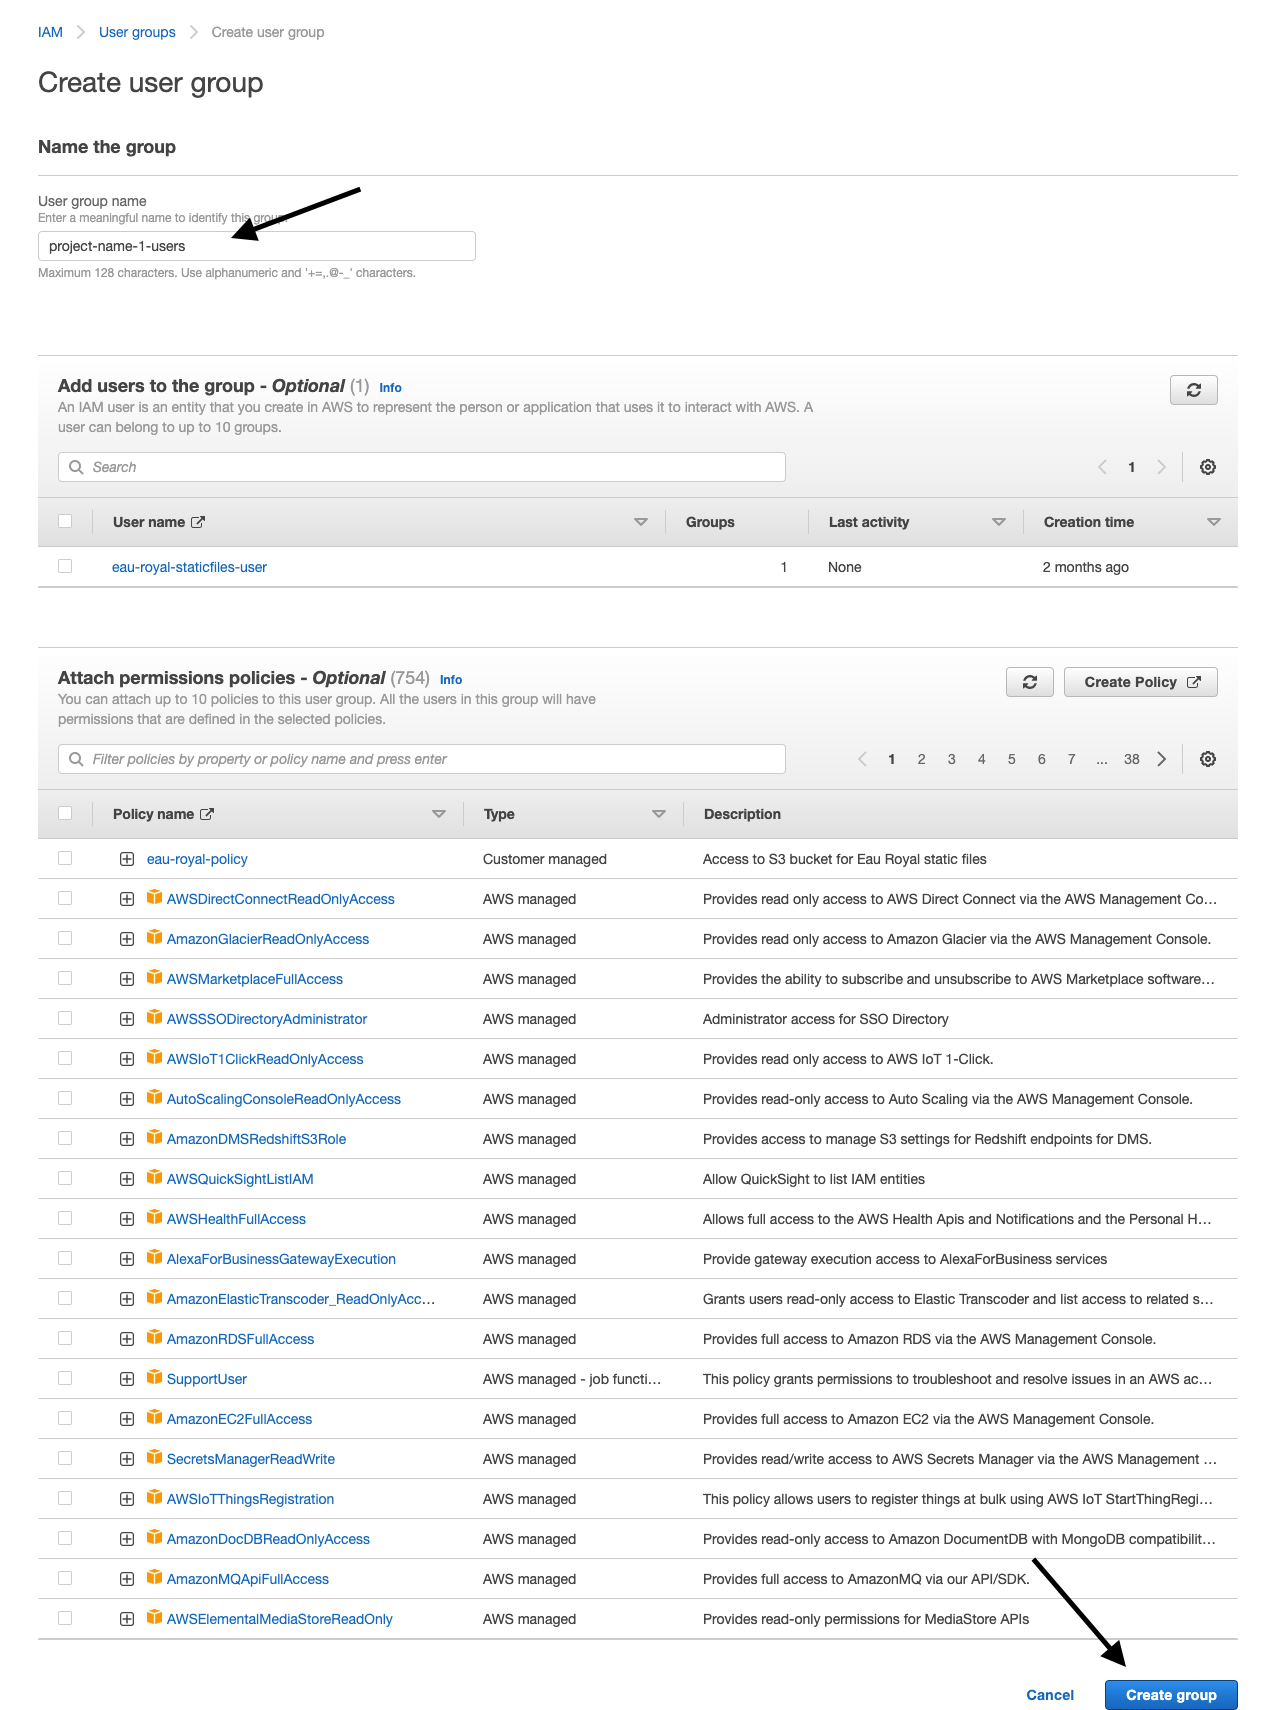 IAM > User groups > Create user group
Create user group
Name the group
User group name
Enter a meaningful name to identify this group.
project-name-1-users
Maximum 128 characters. Use alphanumeric and '+=,.@-_' characters.
Add users to the group - Optional (1) Info
An IAM user is an entity that you create in AWS to represent the person or application that uses it to interact with AWS. A
user can belong to up to 10 groups.
Search
1
User name Groups Last activity Creation time
eau-royal-staticfiles-user 1 None 2 months ago
Attach permissions policies - Optional (754) Info
Create Policy
You can attach up to 10 policies to this user group. All the users in this group will have
permissions that are defined in the selected policies.
Filter policies by property or policy name and press enter
1 2 3 4 5 6 7 ... 38
Policy name Type Description
eau-royal-policy Customer managed Access to S3 bucket for Eau Royal static files
AWSDirectConnectReadOnlyAccess AWS managed Provides read only access to AWS Direct Connect via the AWS Management Co...
AmazonGlacierReadOnlyAccess AWS managed Provides read only access to Amazon Glacier via the AWS Management Console.
AWSMarketplaceFullAccess AWS managed Provides the ability to subscribe and unsubscribe to AWS Marketplace software...
AWSSSODirectoryAdministrator AWS managed Administrator access for SSO Directory
AWSIoT1ClickReadOnlyAccess AWS managed Provides read only access to AWS IoT 1-Click.
AutoScalingConsoleReadOnlyAccess AWS managed Provides read-only access to Auto Scaling via the AWS Management Console.
AmazonDMSRedshiftS3Role AWS managed Provides access to manage S3 settings for Redshift endpoints for DMS.
AWSQuickSightListIAM AWS managed Allow QuickSight to list IAM entities
AWSHealthFullAccess AWS managed Allows full access to the AWS Health Apis and Notifications and the Personal H...
AlexaForBusinessGatewayExecution AWS managed Provide gateway execution access to AlexaForBusiness services
AmazonElasticTranscoder_ReadOnlyAcc... AWS managed Grants users read-only access to Elastic Transcoder and list access to related s...
AmazonRDSFullAccess AWS managed Provides full access to Amazon RDS via the AWS Management Console.
SupportUser AWS managed - job functi... This policy grants permissions to troubleshoot and resolve issues in an AWS ac...
AmazonEC2FullAccess AWS managed Provides full access to Amazon EC2 via the AWS Management Console.
SecretsManagerReadWrite AWS managed Provides read/write access to AWS Secrets Manager via the AWS Management ...
AWSIoTThingsRegistration AWS managed This policy allows users to register things at bulk using AWS IoT StartThingRegi...
AmazonDocDBReadOnlyAccess AWS managed Provides read-only access to Amazon DocumentDB with MongoDB compatibilit...
AmazonMQApiFullAccess AWS managed Provides full access to AmazonMQ via our API/SDK.
AWSElementalMediaStoreReadOnly AWS managed Provides read-only permissions for MediaStore APIs
Cancel Create group